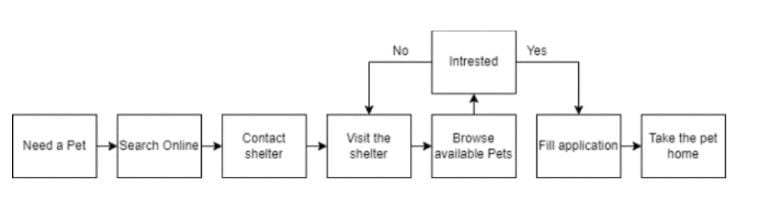 No
Yes
Intrested
Need a Pet
Search Online
Contact
shelter
Visit the
shelter
Browse
available Pets
Fill application
Take the pet
home